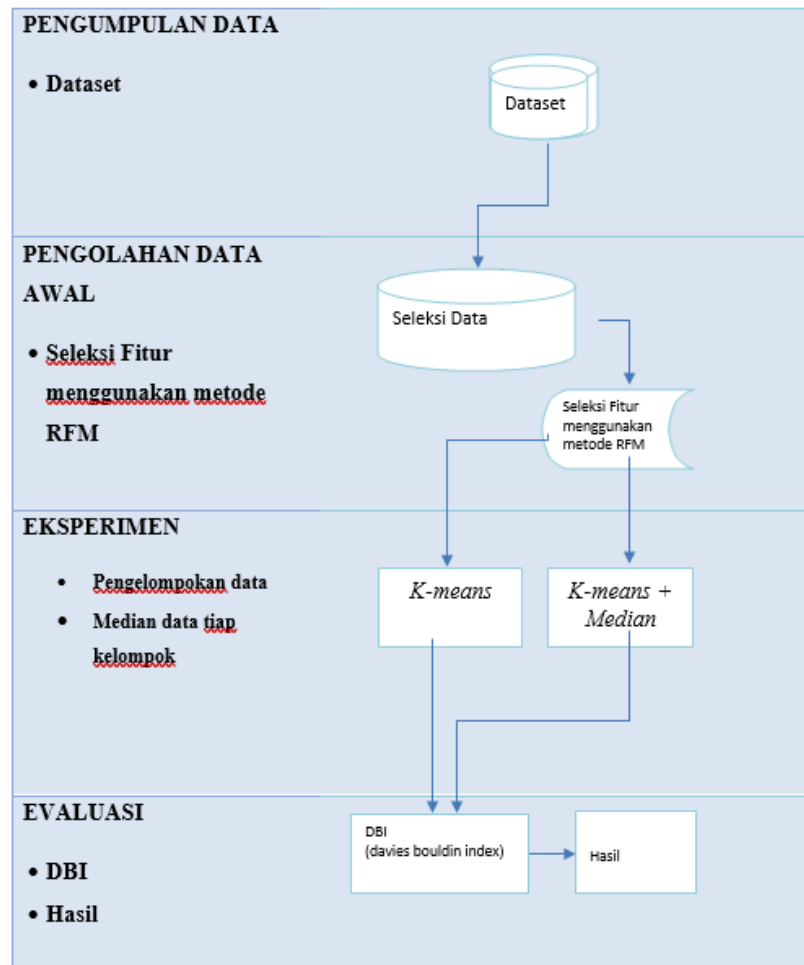 PENGUMPULAN DATA
• Dataset
Dataset
PENGOLAHAN DATA
AWAL
• Seleksi Fitur
menggunakan metode
RFM
Seleksi Data
Seleksi Fitur
menggunakan
metode RFM
EKSPERIMEN
• Pengelompokan data
• Median data tiap
kelompok
K-means
K-means +
Median
EVALUASI
• DBI
• Hasil
DBI
(davies bouldin index)
Hasil